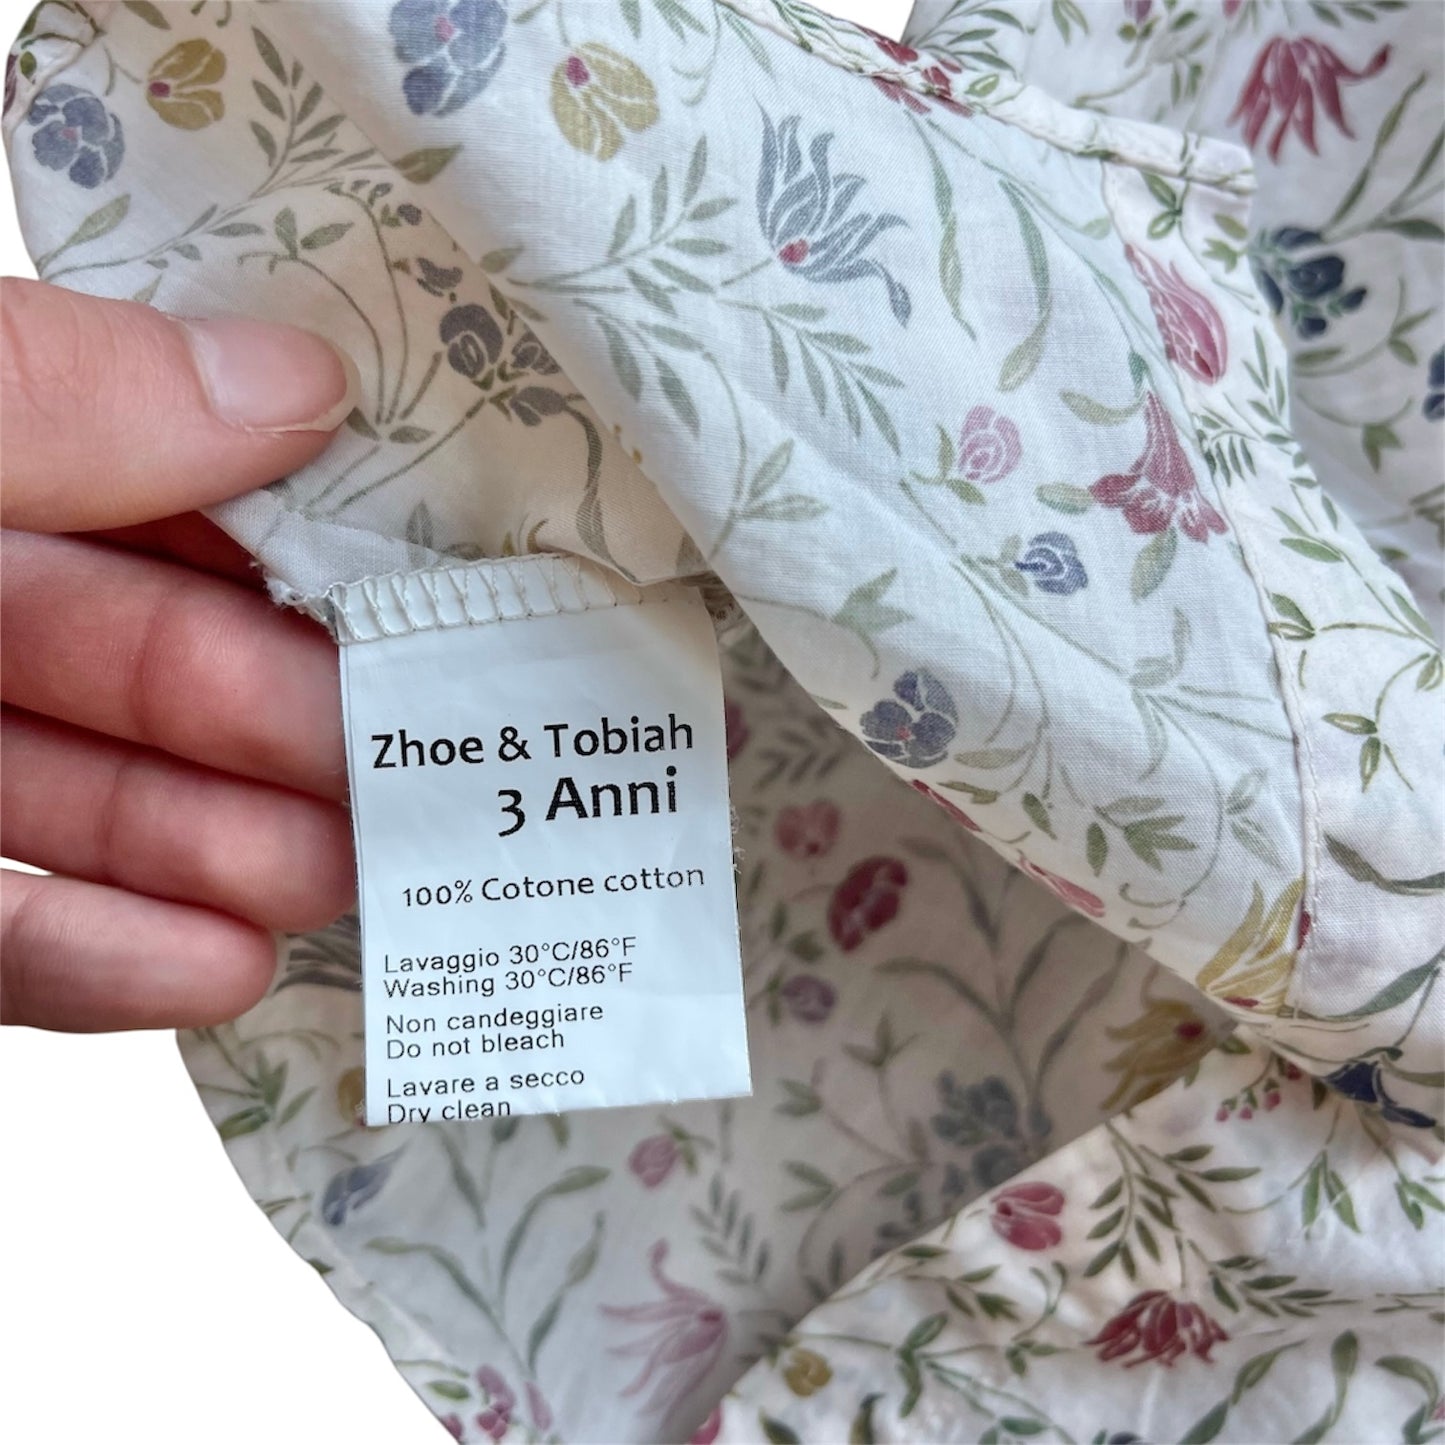 Zhoe & Tobiah
3 Anni
100% Cotone cotton
Lavaggio 30°C/86°F
Washing 30°C/86°F
Non candeggiare
Do not bleach
Lavare a secco
Dry clean